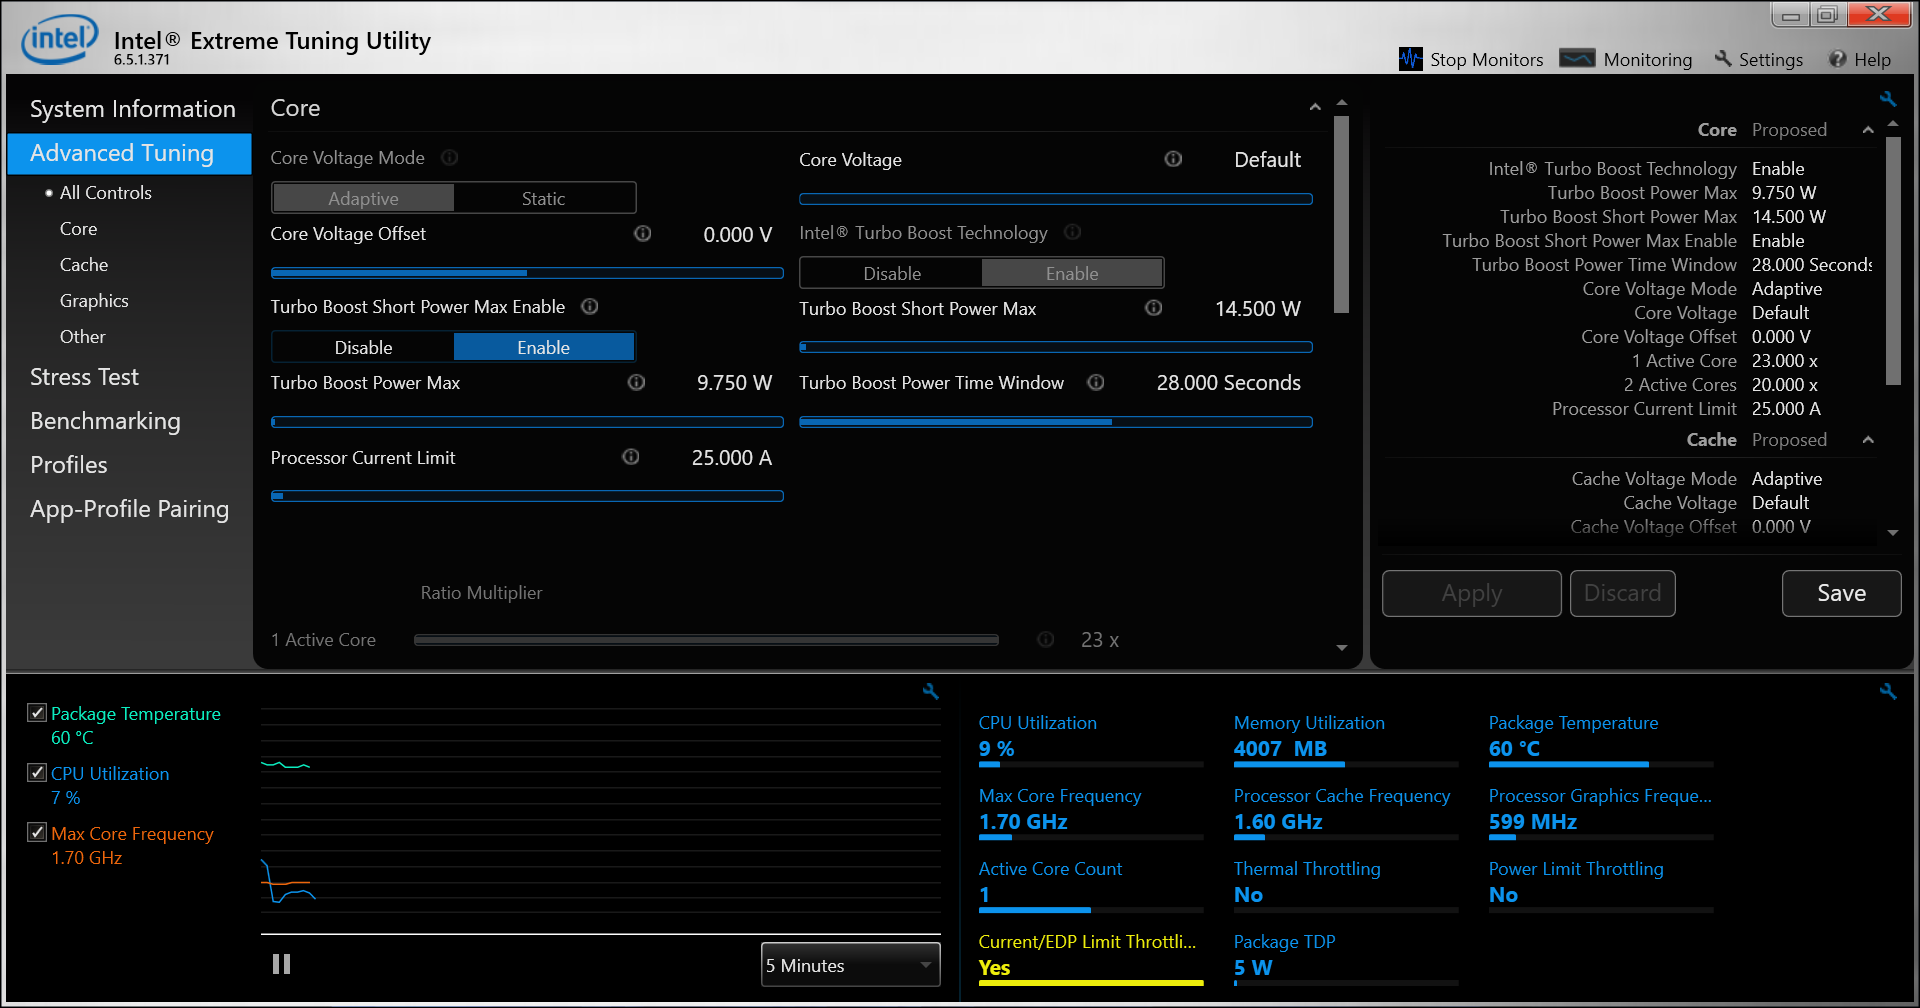 intel
Intel® Extreme Tuning Utility
6.5.1.371
Stop Monitors
Monitoring
Settings
Help
System Information
Advanced Tuning
All Controls
Core
Cache
Graphics
Other
Stress Test
Benchmarking
Profiles
App-Profile Pairing
Core
Core Voltage Mode
Adaptive Static
Core Voltage Default
Core Voltage Offset 0.000 V
Intel® Turbo Boost Technology
Disable Enable
Turbo Boost Short Power Max Enable
Disable Enable
Turbo Boost Short Power Max 14.500 W
Turbo Boost Power Max 9.750 W
Turbo Boost Power Time Window 28.000 Seconds
Processor Current Limit 25.000 A
Ratio Multiplier
1 Active Core 23 x
Core Proposed
Intel® Turbo Boost Technology Enable
Turbo Boost Power Max 9.750 W
Turbo Boost Short Power Max 14.500 W
Turbo Boost Short Power Max Enable Enable
Turbo Boost Power Time Window 28.000 Seconds
Core Voltage Mode Adaptive
Core Voltage Default
Core Voltage Offset 0.000 V
1 Active Core 23.000 x
2 Active Cores 20.000 x
Processor Current Limit 25.000 A
Cache Proposed
Cache Voltage Mode Adaptive
Cache Voltage Default
Cache Voltage Offset 0.000 V
Apply Discard Save
Package Temperature
60 °C
CPU Utilization
7 %
Max Core Frequency
1.70 GHz
5 Minutes
CPU Utilization
9 %
Memory Utilization
4007 MB
Package Temperature
60 °C
Max Core Frequency
1.70 GHz
Processor Cache Frequency
1.60 GHz
Processor Graphics Freque...
599 MHz
Active Core Count
1
Thermal Throttling
No
Power Limit Throttling
No
Current/EDP Limit Throttli...
Yes
Package TDP
5 W